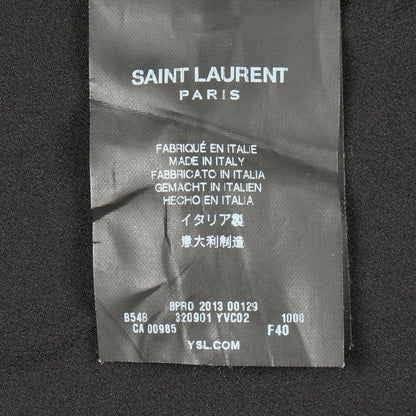 SAINT LAURENT
PARIS
FABRIQUÉ EN ITALIE
MADE IN ITALY
FABBRICATO IN ITALIA
GEMACHT IN ITALIEN
HECHO EN ITALIA
イタリア製
意大利制造
BPRO 2013 00129
B54B 320901 YVC02 1000
CA 00985 F40
YSL.COM